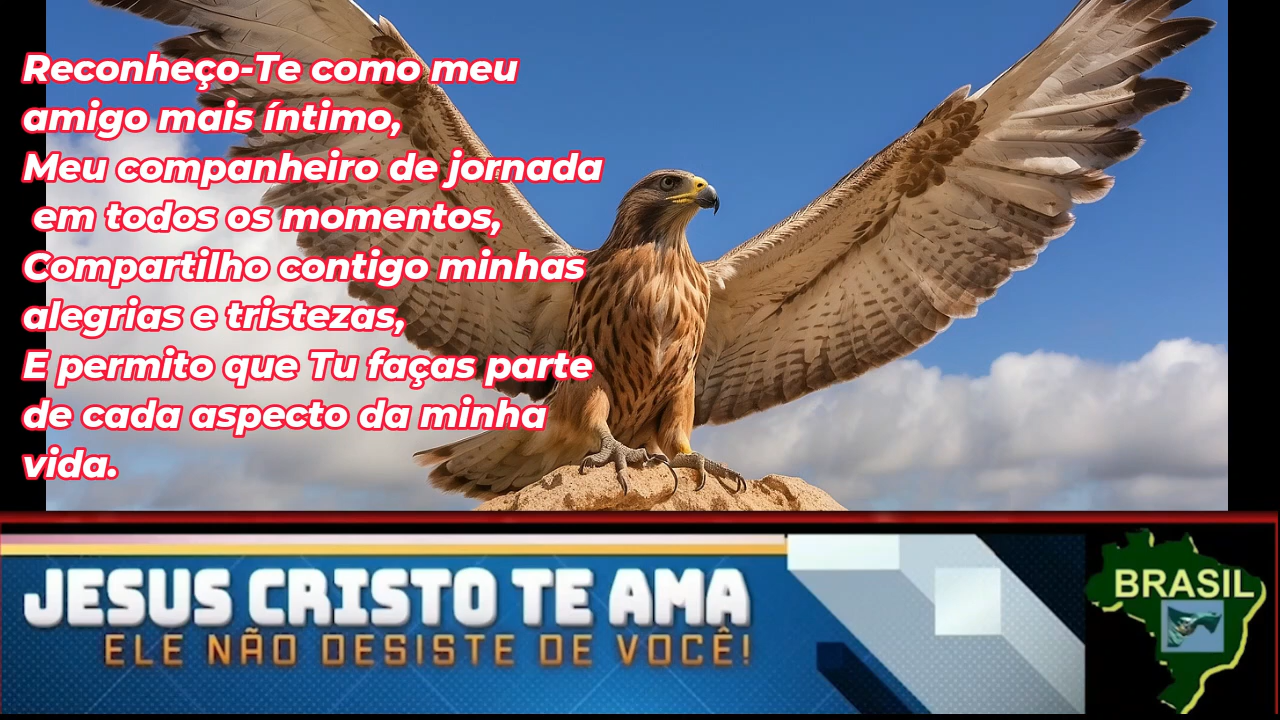 Reconheço-Te como meu
amigo mais íntimo,
Meu companheiro de jornada
em todos os momentos,
Compartilho contigo minhas
alegrias e tristezas,
E permito que Tu faças parte
de cada aspecto da minha
vida.
JESUS CRISTO TE AMA
ELE NÃO DESISTE DE VOCÊ!
BRASIL